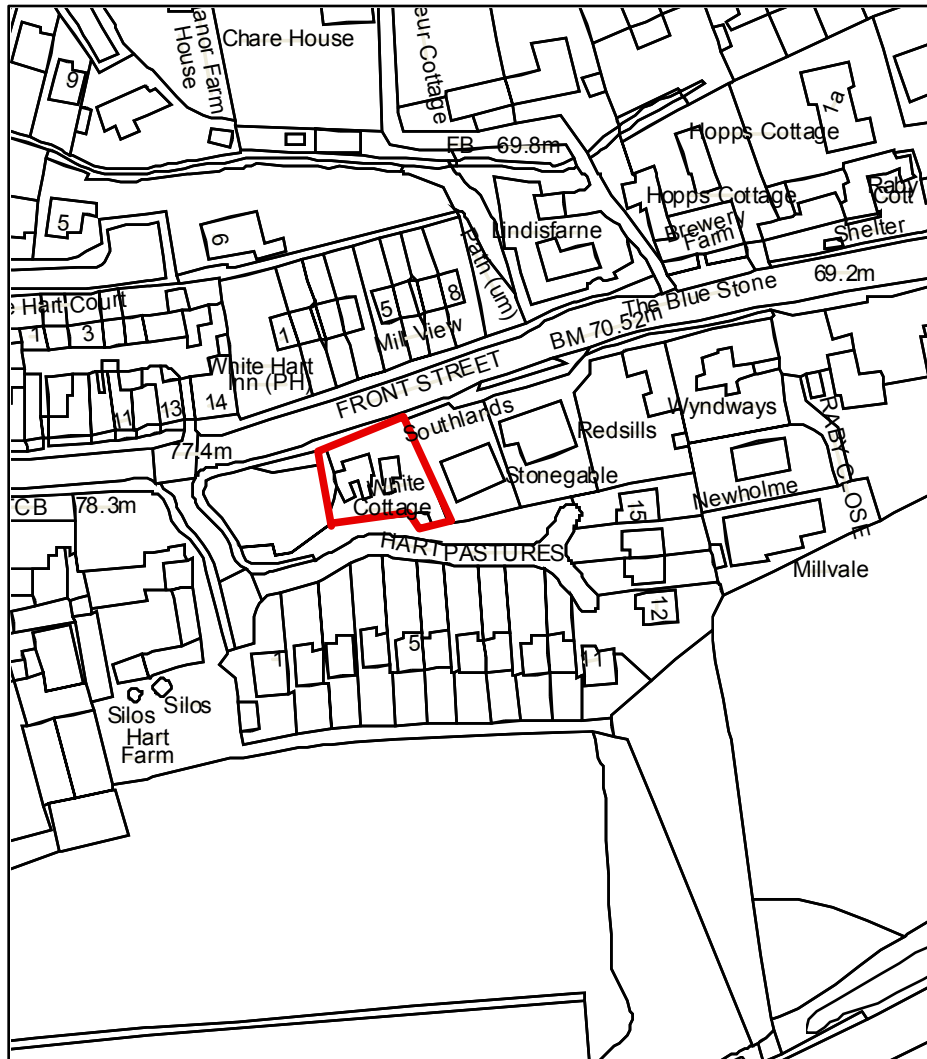 Chare House
anor Farm
House
eur Cottage
9
1a
FB 69.8m
Hopps Cottage
Hopps Cottage
Raby
Cott
Brewery
Farm
Shelter
5
6
Lindisfarne
Path (um)
69.2m
The Blue Stone
BM 70.52m
e Hart Court
1
3
1
5
8
Mill View
White Hart
Inn (PH)
FRONT STREET
11
13
14
Southlands
Redsills
Wyndways
RABY CLOSE
77.4m
White
Cottage
Stonegable
Newholme
CB
78.3m
15
HART PASTURES
Millvale
12
1
5
11
Silos
Silos
Hart
Farm